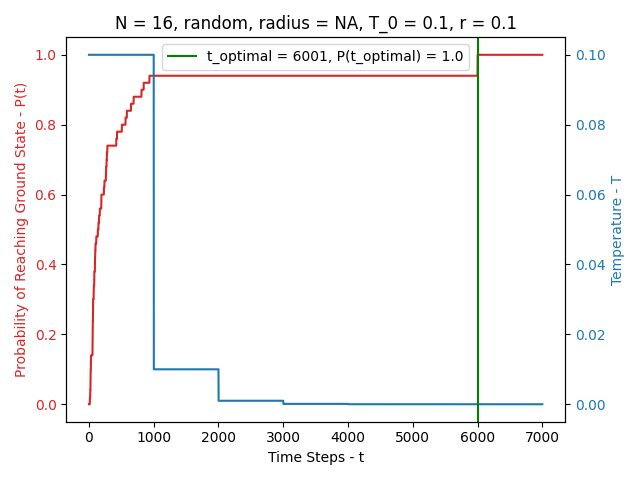 N = 16, random, radius = NA, T_0 = 0.1, r = 0.1
t_optimal = 6001, P(t_optimal) = 1.0
Probability of Reaching Ground State - P(t)
1.0
0.8
0.6
0.4
0.2
0.0
0.10
0.08
0.06
0.04
0.02
0.00
Temperature - T
0 1000 2000 3000 4000 5000 6000 7000
Time Steps - t